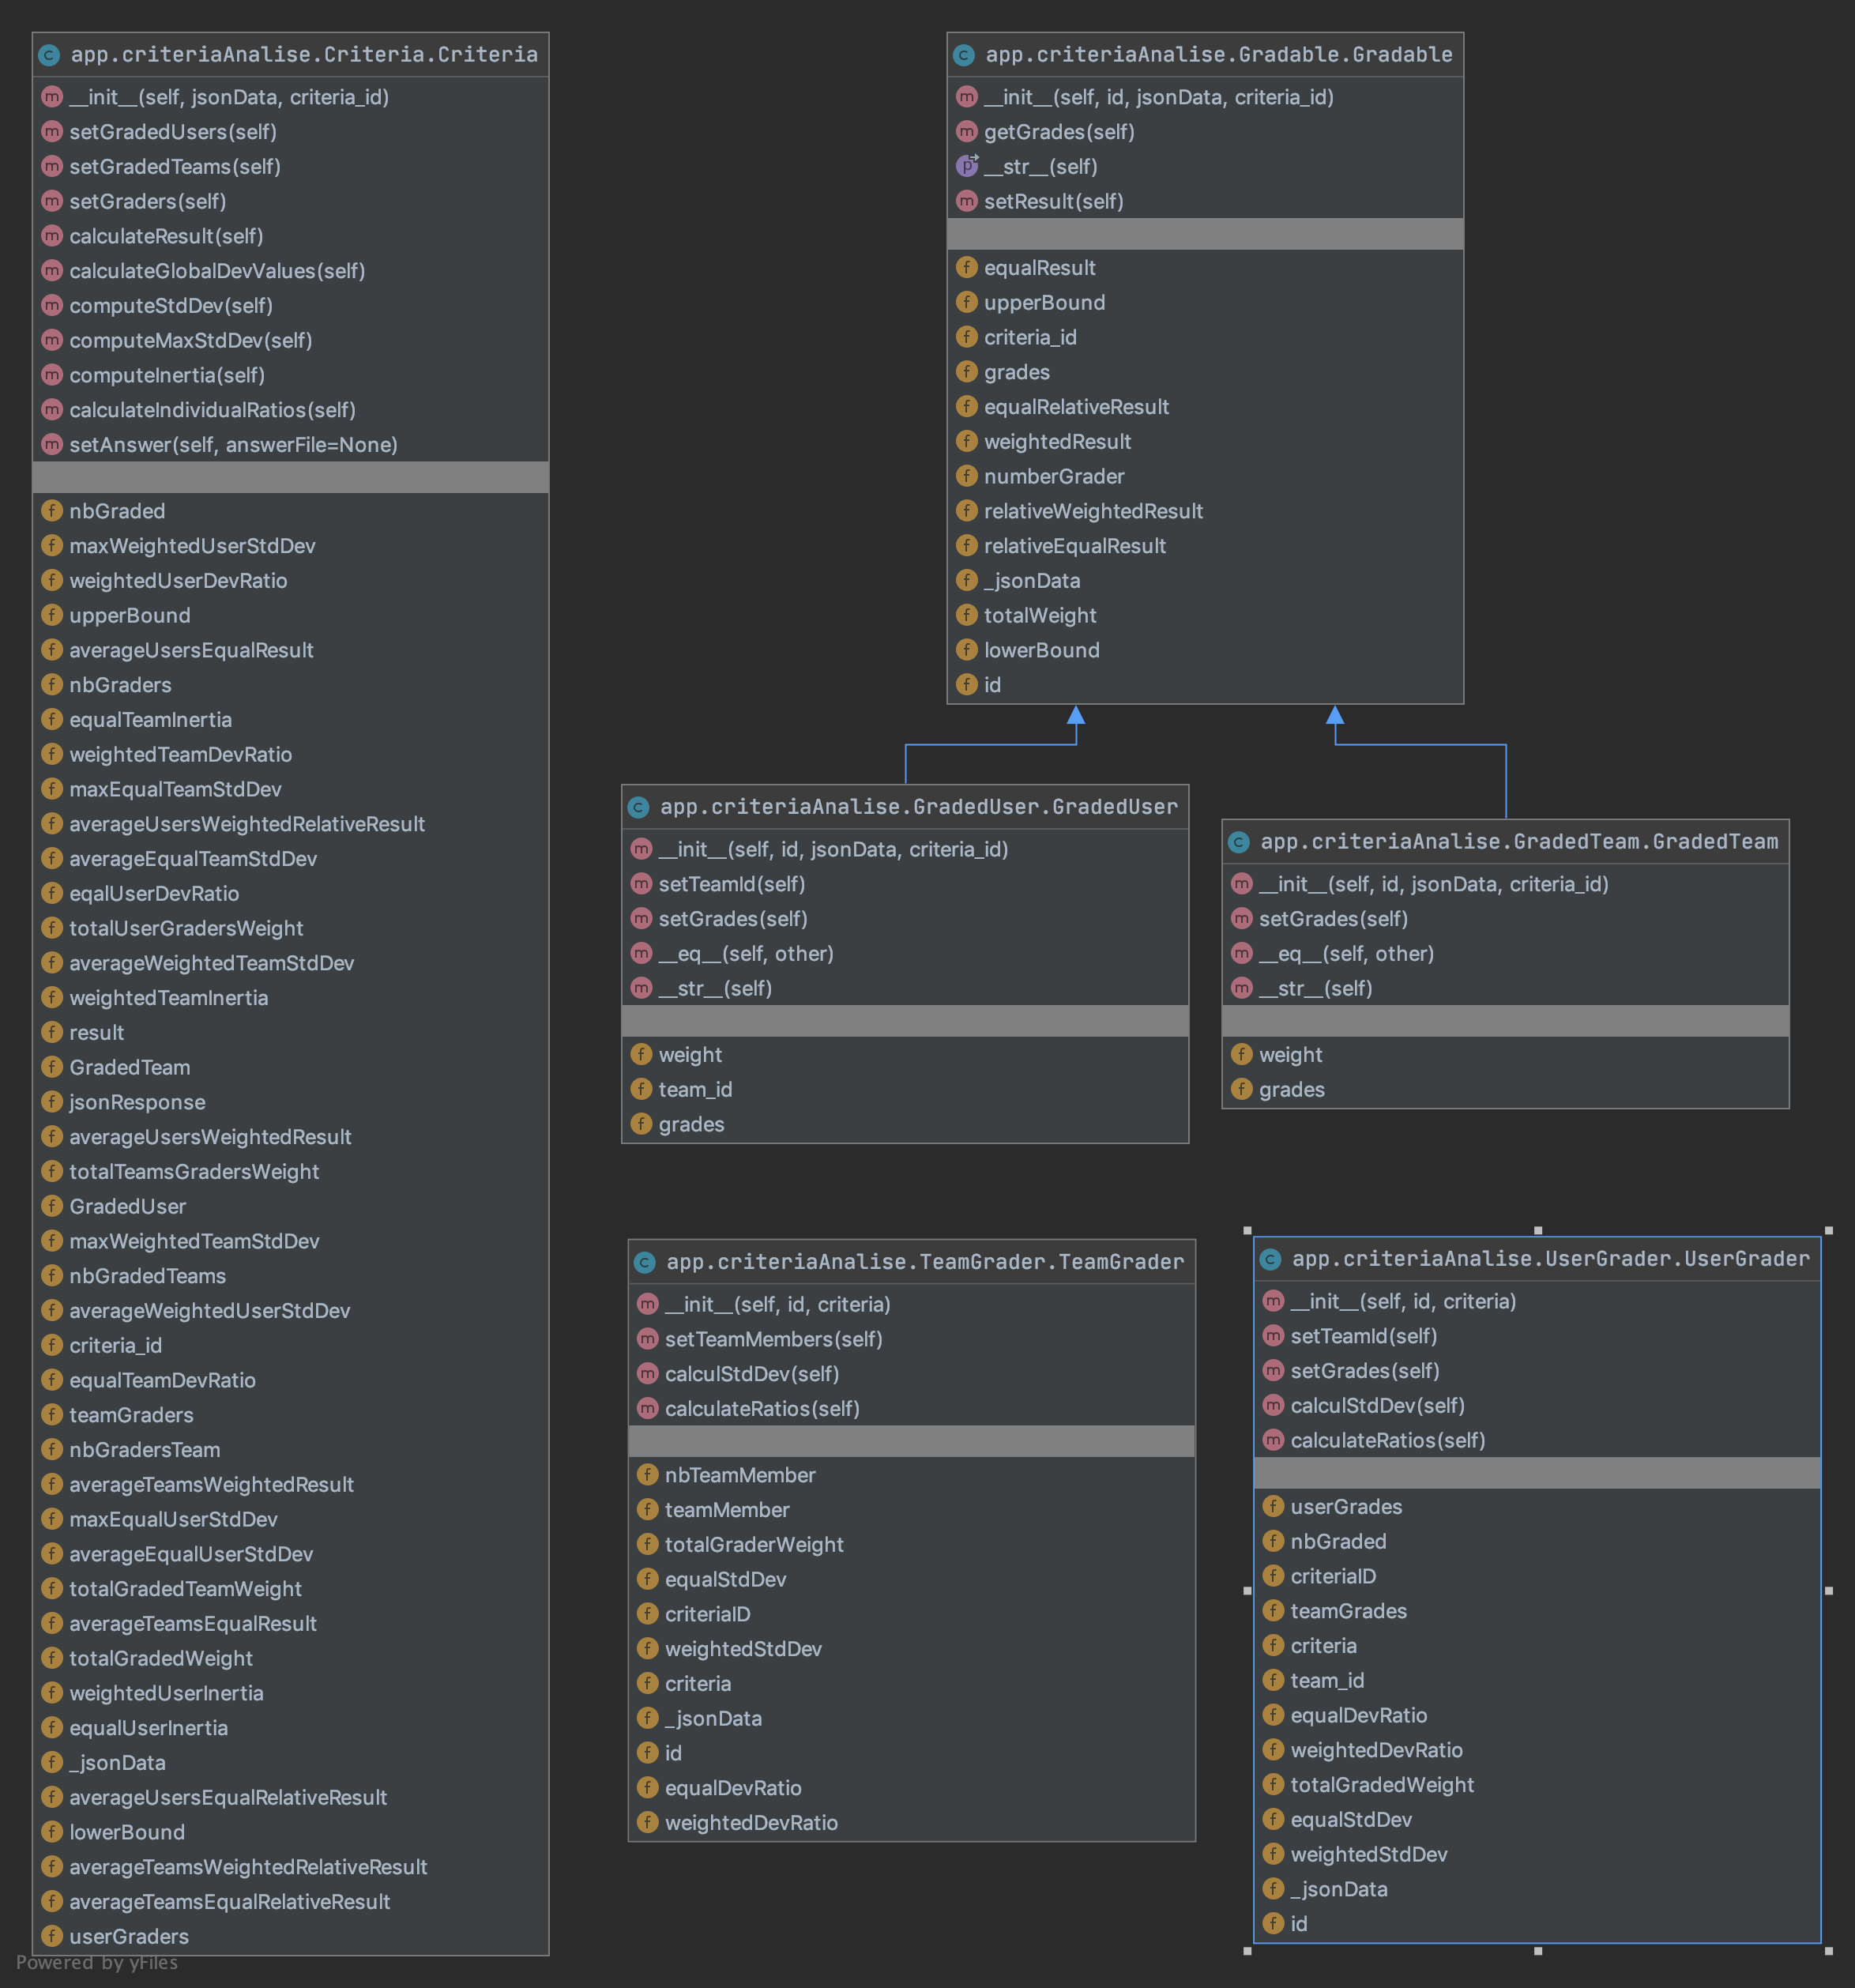 app.criteriaAnalise.Criteria.Criteria
__init__(self, jsonData, criteria_id)
setGradedUsers(self)
setGradedTeams(self)
setGraders(self)
calculateResult(self)
calculateGlobalDevValues(self)
computeStdDev(self)
computeMaxStdDev(self)
computeInertia(self)
calculateIndividualRatios(self)
setAnswer(self, answerFile=None)
nbGraded
maxWeightedUserStdDev
weightedUserDevRatio
upperBound
averageUsersEqualResult
nbGraders
equalTeamInertia
weightedTeamDevRatio
maxEqualTeamStdDev
averageUsersWeightedRelativeResult
averageEqualTeamStdDev
eqalUserDevRatio
totalUserGradersWeight
averageWeightedTeamStdDev
weightedTeamInertia
result
GradedTeam
jsonResponse
averageUsersWeightedResult
totalTeamsGradersWeight
GradedUser
maxWeightedTeamStdDev
nbGradedTeams
averageWeightedUserStdDev
criteria_id
equalTeamDevRatio
teamGraders
nbGradersTeam
averageTeamsWeightedResult
maxEqualUserStdDev
averageEqualUserStdDev
totalGradedTeamWeight
averageTeamsEqualResult
totalGradedWeight
weightedUserInertia
equalUserInertia
_jsonData
averageUsersEqualRelativeResult
lowerBound
averageTeamsWeightedRelativeResult
averageTeamsEqualRelativeResult
userGraders
app.criteriaAnalise.Gradable.Gradable
__init__(self, id, jsonData, criteria_id)
getGrades(self)
__str__(self)
setResult(self)
equalResult
upperBound
criteria_id
grades
equalRelativeResult
weightedResult
numberGrader
relativeWeightedResult
relativeEqualResult
_jsonData
totalWeight
lowerBound
id
app.criteriaAnalise.GradedUser.GradedUser
__init__(self, id, jsonData, criteria_id)
setTeamId(self)
setGrades(self)
__eq__(self, other)
__str__(self)
weight
team_id
grades
app.criteriaAnalise.GradedTeam.GradedTeam
__init__(self, id, jsonData, criteria_id)
setGrades(self)
__eq__(self, other)
__str__(self)
weight
grades
app.criteriaAnalise.TeamGrader.TeamGrader
__init__(self, id, criteria)
setTeamMembers(self)
calculStdDev(self)
calculateRatios(self)
nbTeamMember
teamMember
totalGraderWeight
equalStdDev
criteriaID
weightedStdDev
criteria
_jsonData
id
equalDevRatio
weightedDevRatio
app.criteriaAnalise.UserGrader.UserGrader
__init__(self, id, criteria)
setTeamId(self)
setGrades(self)
calculStdDev(self)
calculateRatios(self)
userGrades
nbGraded
criteriaID
teamGrades
criteria
team_id
equalDevRatio
weightedDevRatio
totalGradedWeight
equalStdDev
weightedStdDev
_jsonData
id
Powered by yFiles